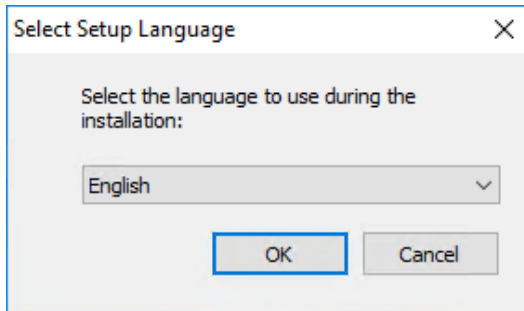 Select Setup Language
Select the language to use during the
installation:
English
OK
Cancel